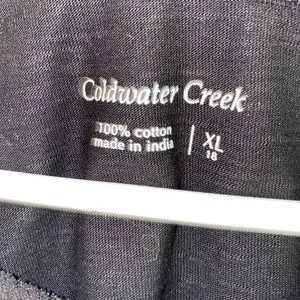 Coldwater Creek
100% cotton
made in india
XL
18